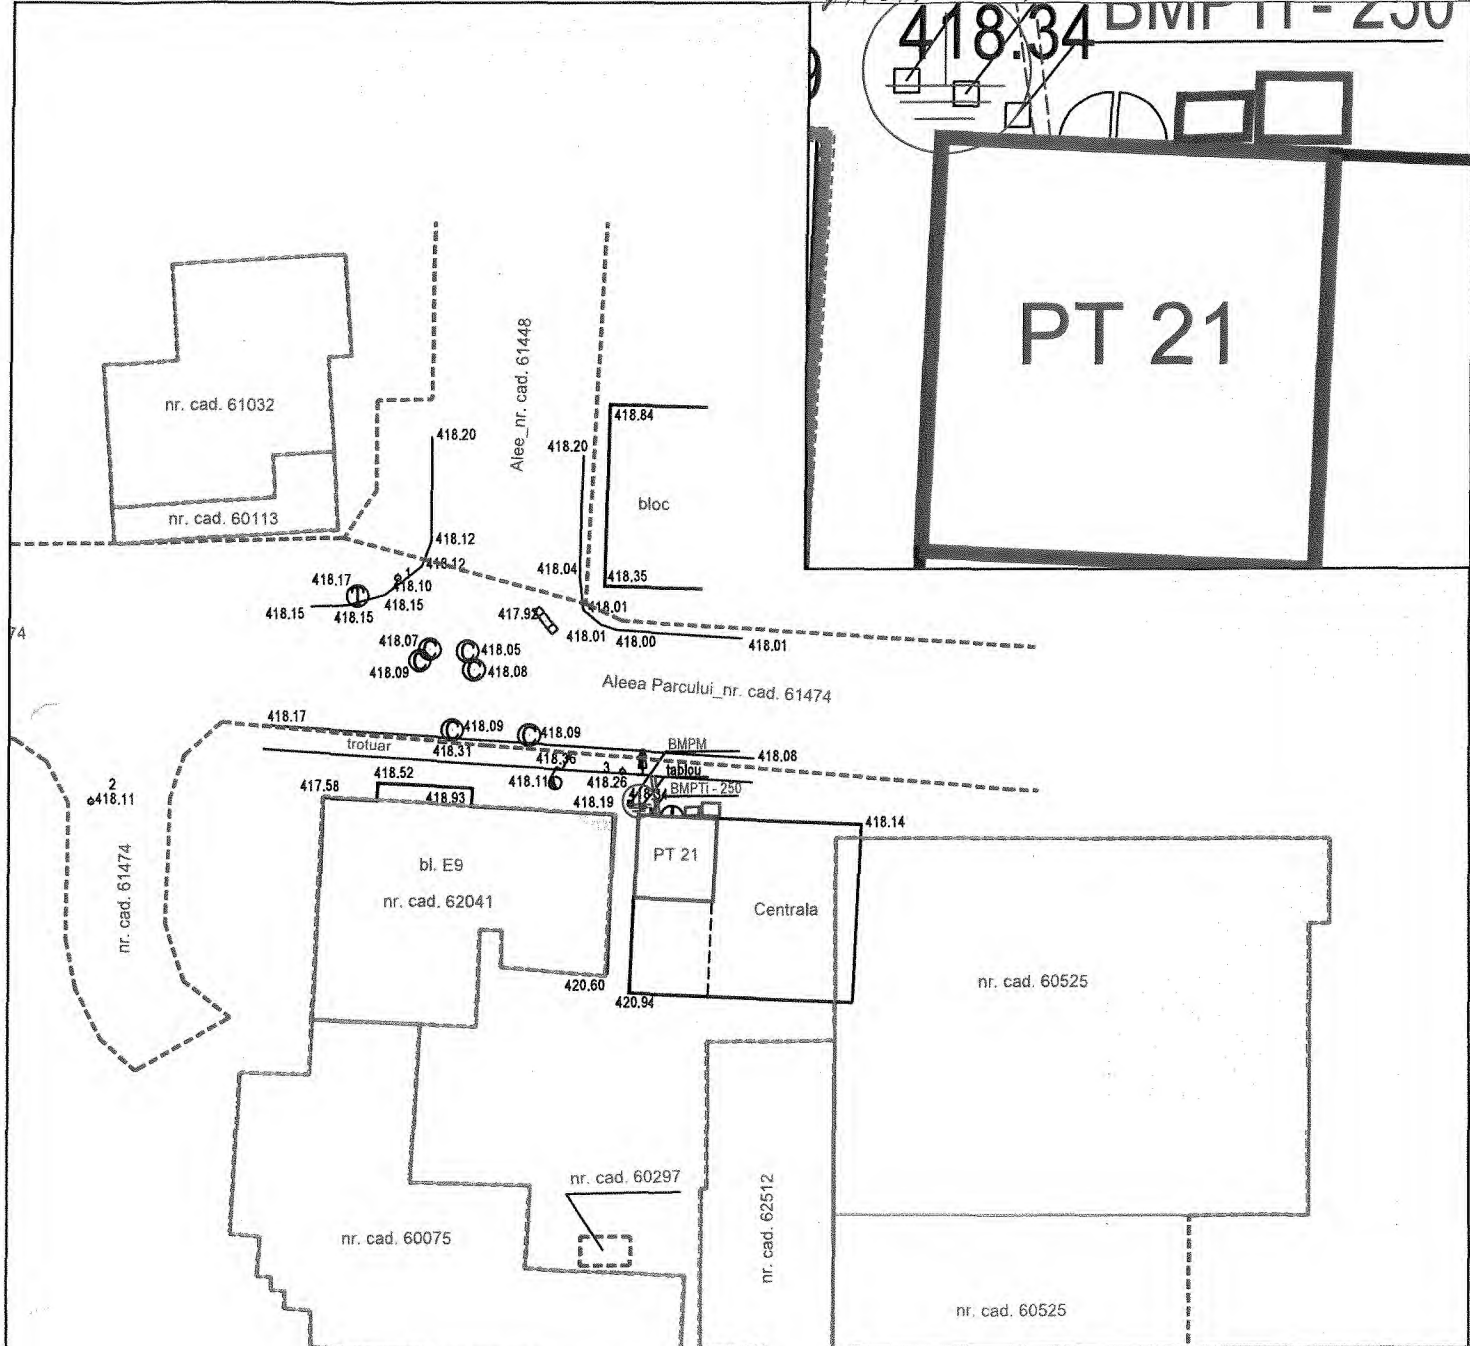 418.34
BMPTi - 250
PT 21
Alee_nr. cad. 61448
nr. cad. 61032
418.84
418.20
418.20
bloc
nr. cad. 60113
418.12
418.12
418.04
418.35
418.17
1
418.10
418.15
418.15
418.15
417.92
418.01
418.01
418.00
418.01
74
418.07
418.05
418.09
418.08
Aleea Parcului_nr. cad. 61474
418.17
418.09
418.09
trotuar
418.31
418.36
BMPM
418.08
3
tablou
2
417.58
418.52
418.11
418.26
BMPTi - 250
418.11
418.93
418.19
418.34
418.14
bl. E9
PT 21
nr. cad. 61474
nr. cad. 62041
Centrala
420.60
420.94
nr. cad. 60525
nr. cad. 60297
nr. cad. 62512
nr. cad. 60075
nr. cad. 60525